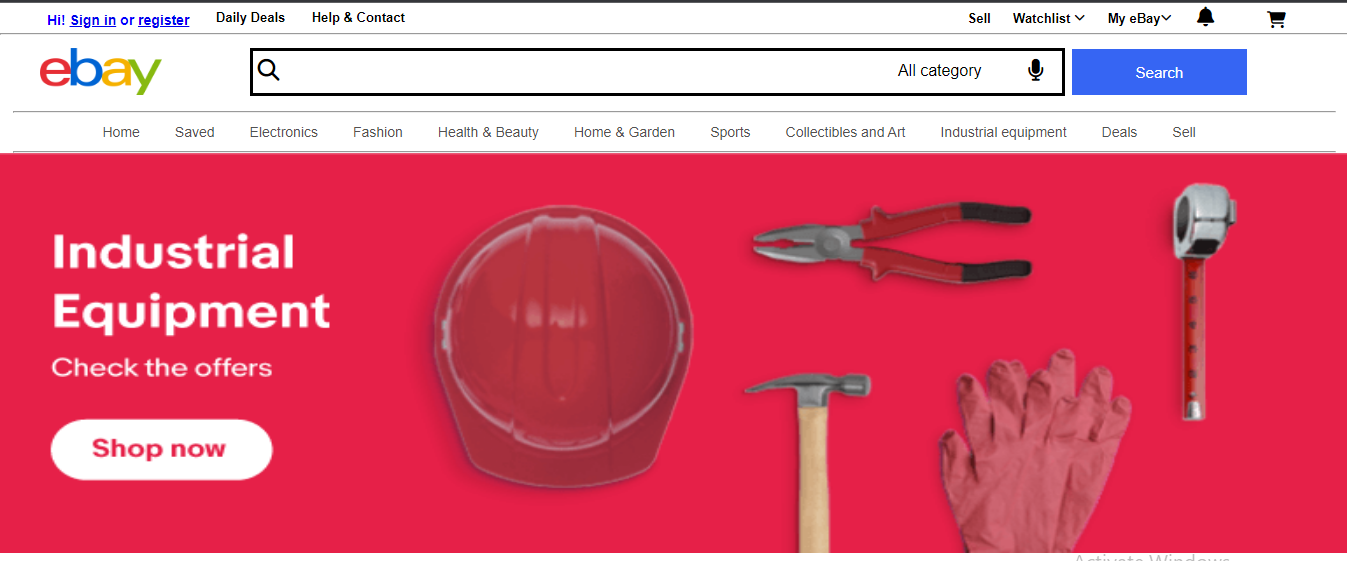 Hi! Sign in or register Daily Deals Help & Contact Sell Watchlist My eBay
ebay All category Search
Home Saved Electronics Fashion Health & Beauty Home & Garden Sports Collectibles and Art Industrial equipment Deals Sell
Industrial
Equipment
Check the offers
Shop now
Activate Windows